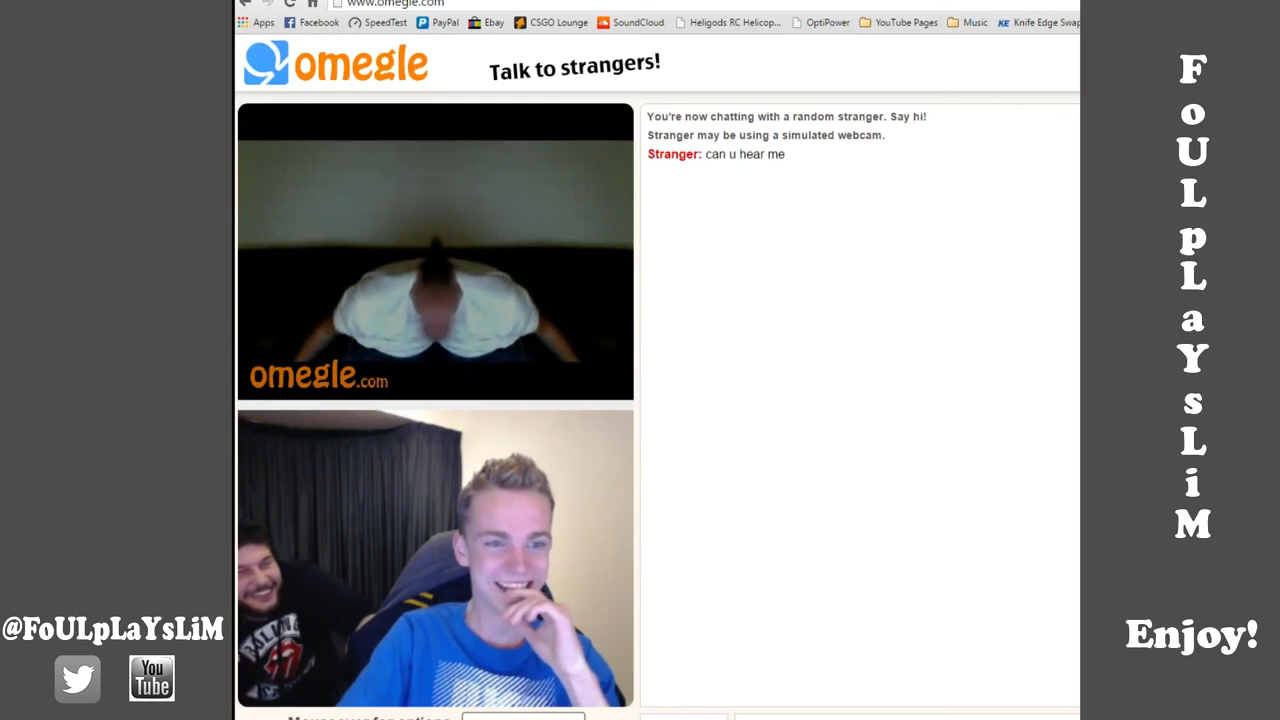 www.omegle.com
Apps Facebook SpeedTest PayPal Ebay CSGO Lounge SoundCloud Heligods RC Helicop... OptiPower YouTube Pages Music KE Knife Edge Swap
omegle Talk to strangers!
You're now chatting with a random stranger. Say hi!
Stranger may be using a simulated webcam.
Stranger: can u hear me
omegle.com
FoULpLaYsLiM
@FoULpLaYsLiM
You
Tube
Enjoy!